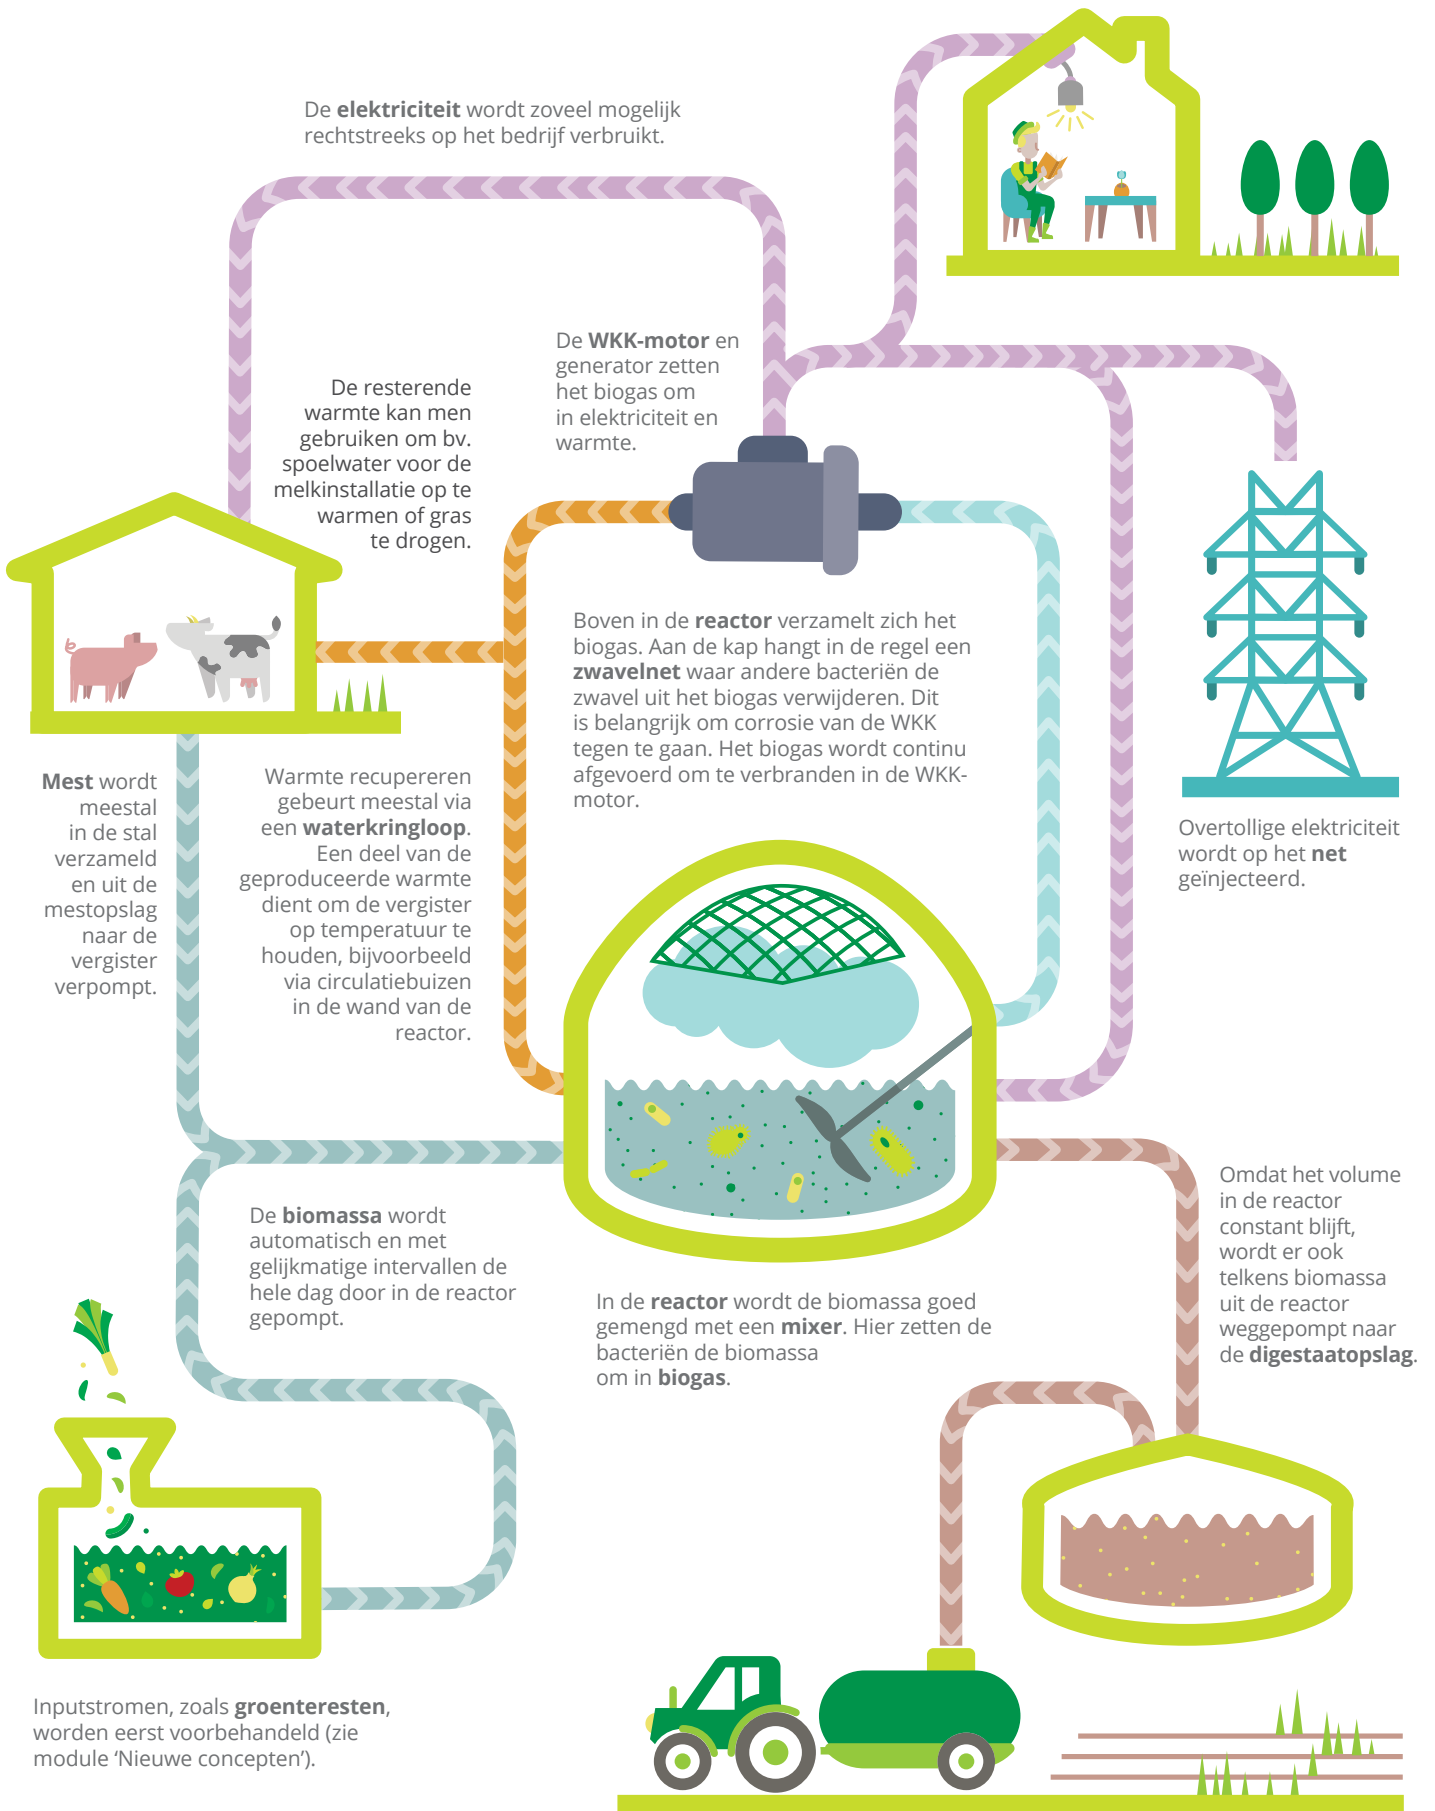 De elektriciteit wordt zoveel mogelijk
rechtstreeks op het bedrijf verbruikt.
De WKK-motor en
generator zetten
het biogas om
in elektriciteit en
warmte.
De resterende
warmte kan men
gebruiken om bv.
spoelwater voor de
melkinstallatie op te
warmen of gras
te drogen.
Boven in de reactor verzamelt zich het
biogas. Aan de kap hangt in de regel een
zwavelnet waar andere bacteriën de
zwavel uit het biogas verwijderen. Dit
is belangrijk om corrosie van de WKK
tegen te gaan. Het biogas wordt continu
afgevoerd om te verbranden in de WKK-
motor.
Mest wordt
meestal
in de stal
verzameld
en uit de
mestopslag
naar de
vergister
verpompt.
Warmte recupereren
gebeurt meestal via
een waterkringloop.
Een deel van de
geproduceerde warmte
dient om de vergister
op temperatuur te
houden, bijvoorbeeld
via circulatiebuizen
in de wand van de
reactor.
Overtollige elektriciteit
wordt op het net
geïnjecteerd.
De biomassa wordt
automatisch en met
gelijkmatige intervallen de
hele dag door in de reactor
gepompt.
In de reactor wordt de biomassa goed
gemengd met een mixer. Hier zetten de
bacteriën de biomassa
om in biogas.
Omdat het volume
in de reactor
constant blijft,
wordt er ook
telkens biomassa
uit de reactor
weggepompt naar
de digestaatopslag.
Inputstromen, zoals groenteresten,
worden eerst voorbehandeld (zie
module ‘Nieuwe concepten’).